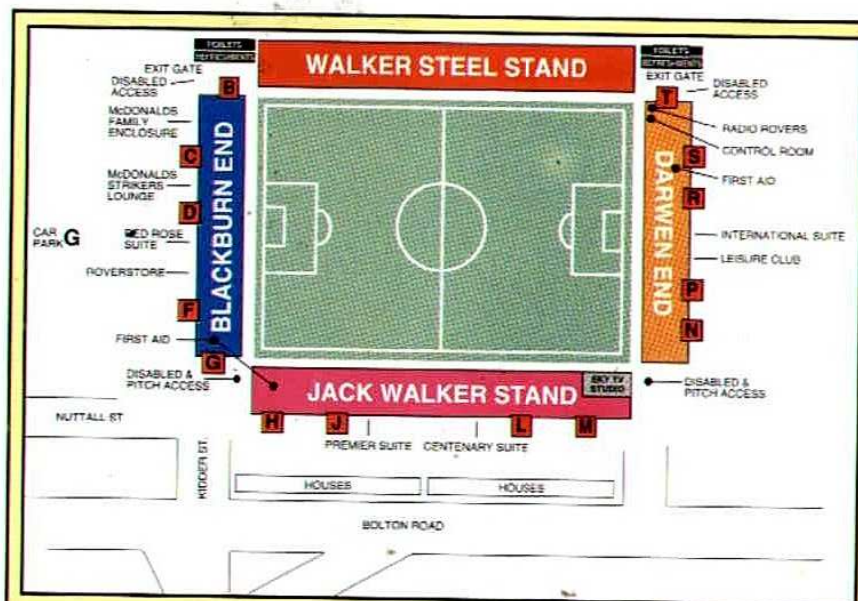 TOILETS
REFRESHMENTS
EXIT GATE
DISABLED
ACCESS
B
WALKER STEEL STAND
TOILETS
REFRESHMENTS
EXIT GATE
DISABLED
ACCESS
T
McDONALDS
FAMILY
ENCLOSURE
C
McDONALDS
STRIKERS
LOUNGE
D
CAR
PARK G
RED ROSE
SUITE
ROVERSTORE
F
FIRST AID
G
DISABLED &
PITCH ACCESS
BLACKBURN END
RADIO ROVERS
CONTROL ROOM
S
FIRST AID
R
INTERNATIONAL SUITE
LEISURE CLUB
P
N
DARWEN END
DISABLED &
PITCH ACCESS
JACK WALKER STAND
SKY TV
STUDIO
H
J
L
M
PREMIER SUITE
CENTENARY SUITE
NUTTALL ST
KIDDER ST.
HOUSES
HOUSES
BOLTON ROAD